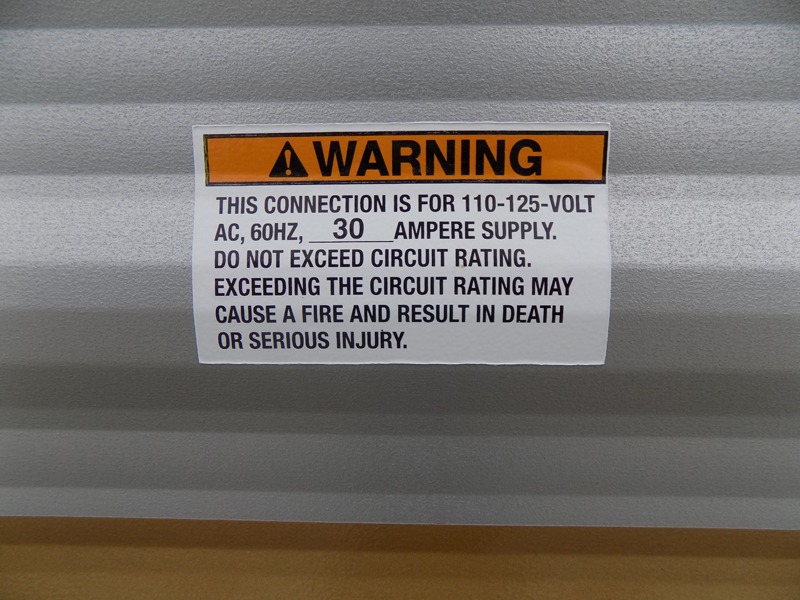 WARNING
THIS CONNECTION IS FOR 110-125-VOLT
AC, 60HZ, 30 AMPERE SUPPLY.
DO NOT EXCEED CIRCUIT RATING.
EXCEEDING THE CIRCUIT RATING MAY
CAUSE A FIRE AND RESULT IN DEATH
OR SERIOUS INJURY.